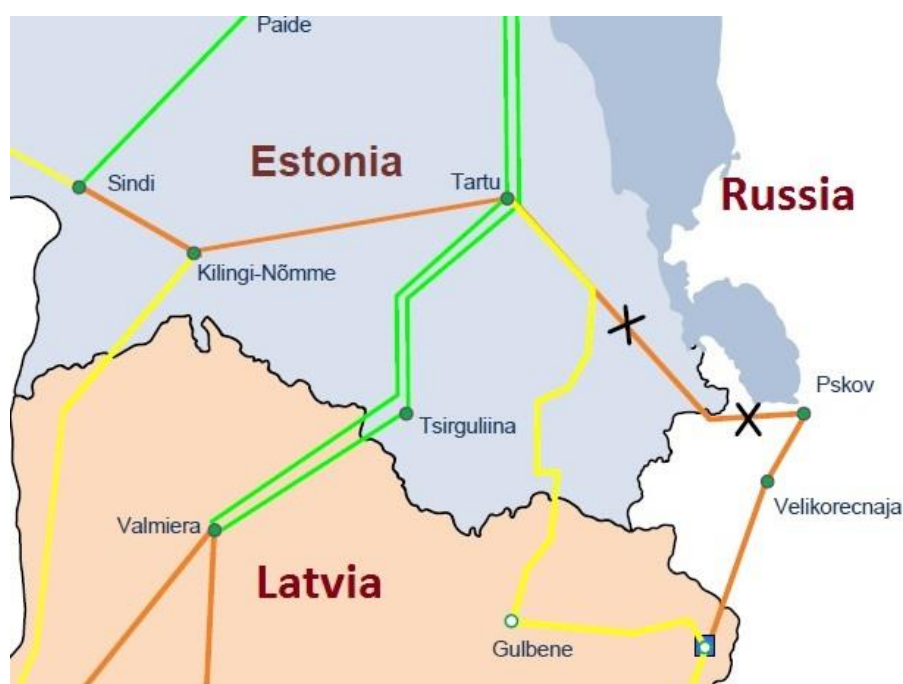 Paide
Estonia
Sindi
Tartu
Russia
Kilingi-Nõmme
Pskov
Tsirguliina
Velikorecnaja
Valmiera
Latvia
Gulbene